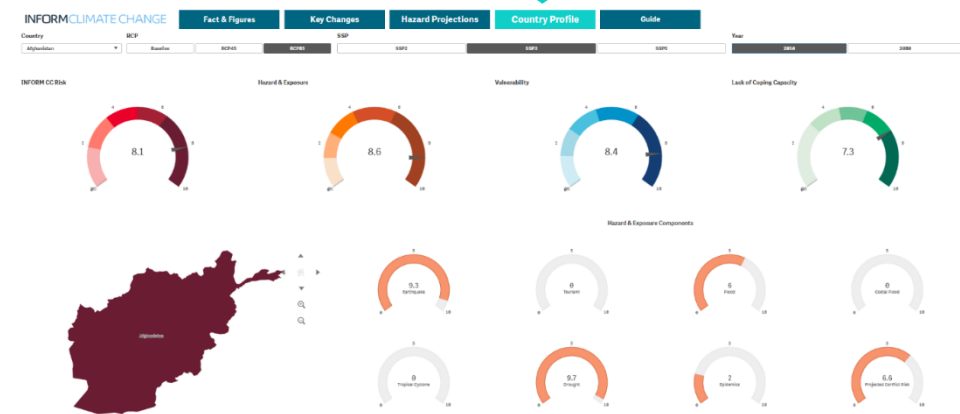 INFORM CLIMATE CHANGE
Fact & Figures
Key Changes
Hazard Projections
Country Profile
Guide
Country
RCP
SSP
Year
Afghanistan
Baseline
RCP45
RCP85
SSP2
SSP3
SSP5
2050
2080
INFORM CC Risk
Hazard & Exposure
Vulnerability
Lack of Coping Capacity
8.1
8.6
8.4
7.3
Hazard & Exposure Components
Afghanistan
9.3
Earthquake
0
Tsunami
6
Flood
0
Coastal Flood
0
Tropical Cyclone
9.7
Drought
2
Epidemics
6.6
Projected Conflict Risk